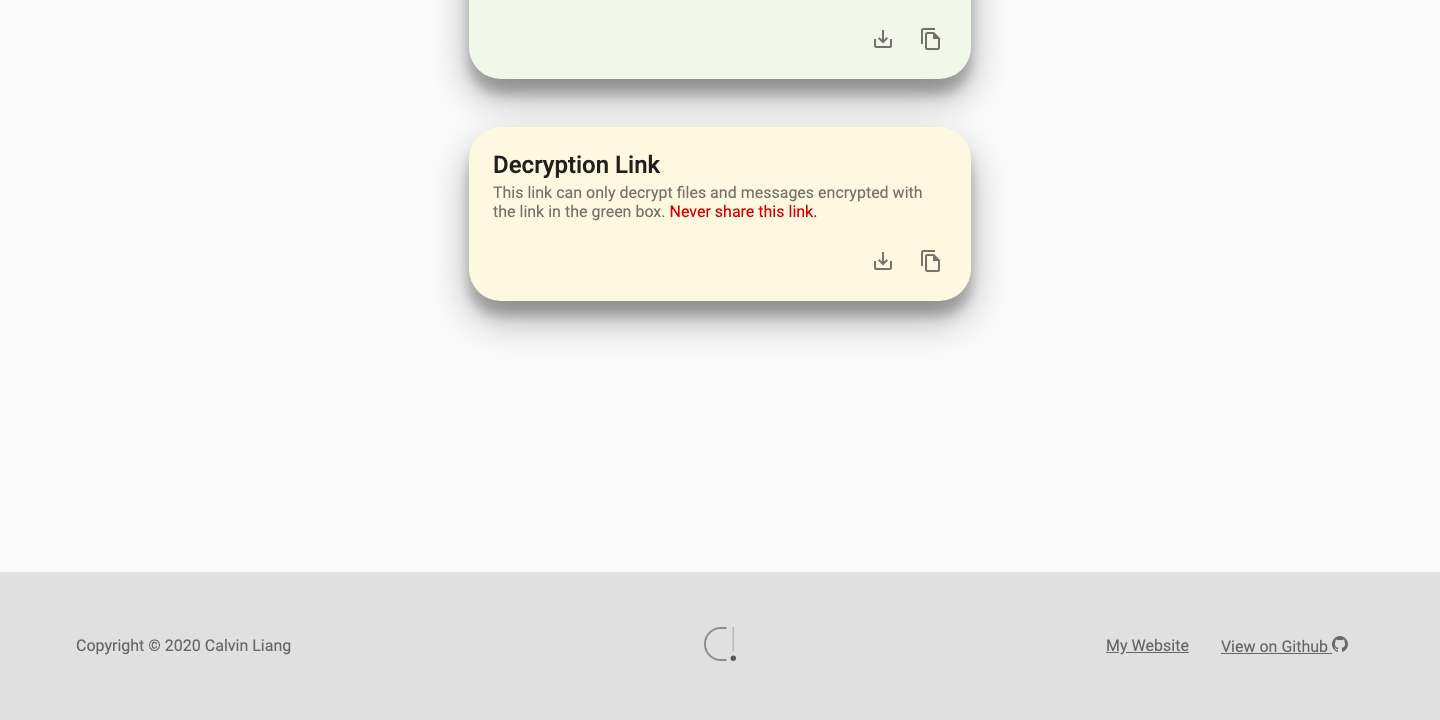 Decryption Link
This link can only decrypt files and messages encrypted with
the link in the green box. Never share this link.
Copyright © 2020 Calvin Liang
My Website
View on Github